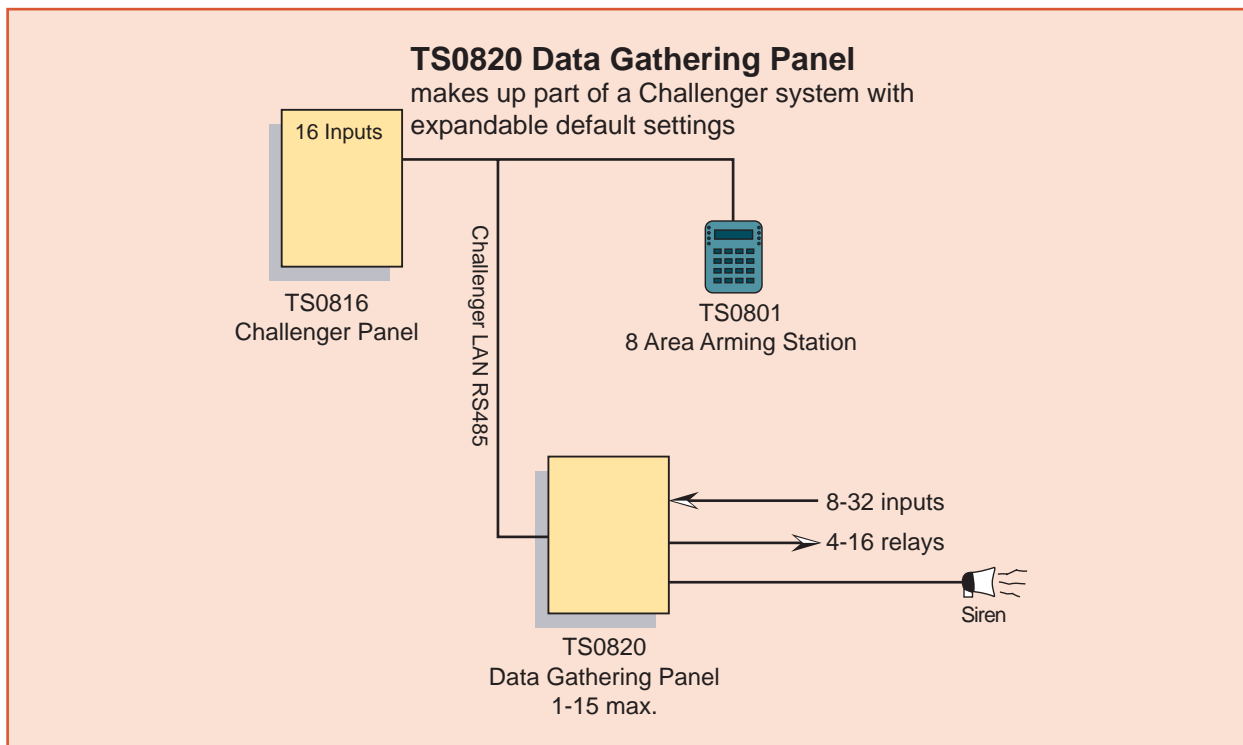 TS0820 Data Gathering Panel
makes up part of a Challenger system with
expandable default settings
16 Inputs
TS0816
Challenger Panel
Challenger LAN RS485
TS0801
8 Area Arming Station
8-32 inputs
4-16 relays
Siren
TS0820
Data Gathering Panel
1-15 max.